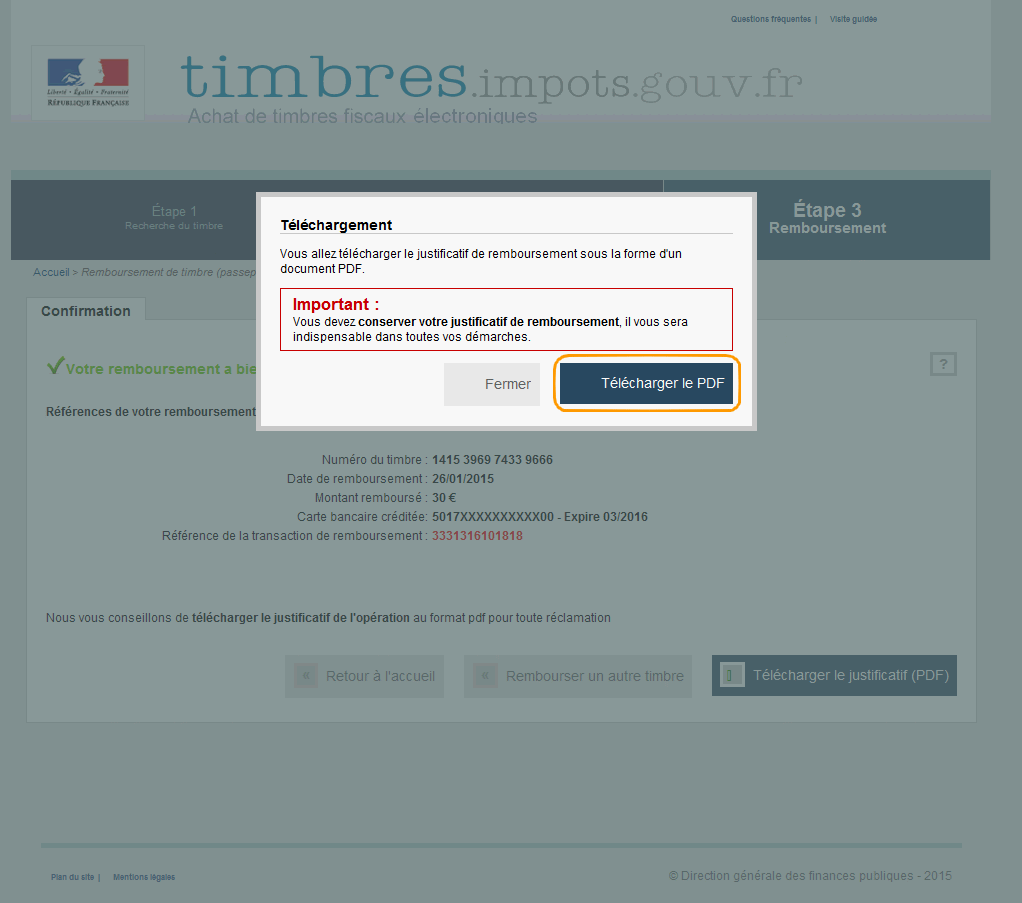 Questions fréquentes | Visite guidée
Liberté • Égalité • Fraternité
RÉPUBLIQUE FRANÇAISE
timbres.impots.gouv.fr
Achat de timbres fiscaux électroniques
Étape 1
Recherche du timbre
Étape 3
Remboursement
Accueil > Remboursement de timbre (passep
Téléchargement
Vous allez télécharger le justificatif de remboursement sous la forme d'un
document PDF.
Important :
Vous devez conserver votre justificatif de remboursement, il vous sera
indispensable dans toutes vos démarches.
Fermer
Télécharger le PDF
Confirmation
Votre remboursement a bie
?
Références de votre remboursement
Numéro du timbre : 1415 3969 7433 9666
Date de remboursement : 26/01/2015
Montant remboursé : 30 €
Carte bancaire créditée: 5017XXXXXXXXXX00 - Expire 03/2016
Référence de la transaction de remboursement : 3331316101818
Nous vous conseillons de télécharger le justificatif de l'opération au format pdf pour toute réclamation
« Retour à l'accueil
« Rembourser un autre timbre
Télécharger le justificatif (PDF)
Plan du site | Mentions légales
© Direction générale des finances publiques - 2015